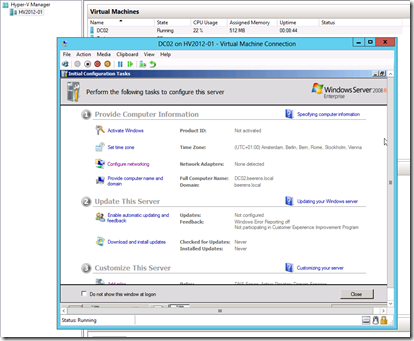 Hyper-V Manager
HV2012-01
Virtual Machines
Name State CPU Usage Assigned Memory Uptime Status
DC02 Running 22 % 512 MB 00:08:44
DC02 on HV2012-01 - Virtual Machine Connection
File Action Media Clipboard View Help
Initial Configuration Tasks
Perform the following tasks to configure this server
Windows Server 2008
Enterprise
1 Provide Computer Information
Specifying computer information
Activate Windows Product ID: Not activated
Set time zone Time Zone: (UTC+01:00) Amsterdam, Berlin, Bern, Rome, Stockholm, Vienna
Configure networking Network Adapters: None detected
Provide computer name and domain Full Computer Name: DC02.beerens.local
Domain: beerens.local
2 Update This Server
Updating your Windows server
Enable automatic updating and feedback Updates: Not configured
Feedback: Windows Error Reporting off
Not participating in Customer Experience Improvement Program
Download and install updates Checked for Updates: Never
Installed Updates: Never
3 Customize This Server
Customizing your server
Do not show this window at logon
Close
Status: Running